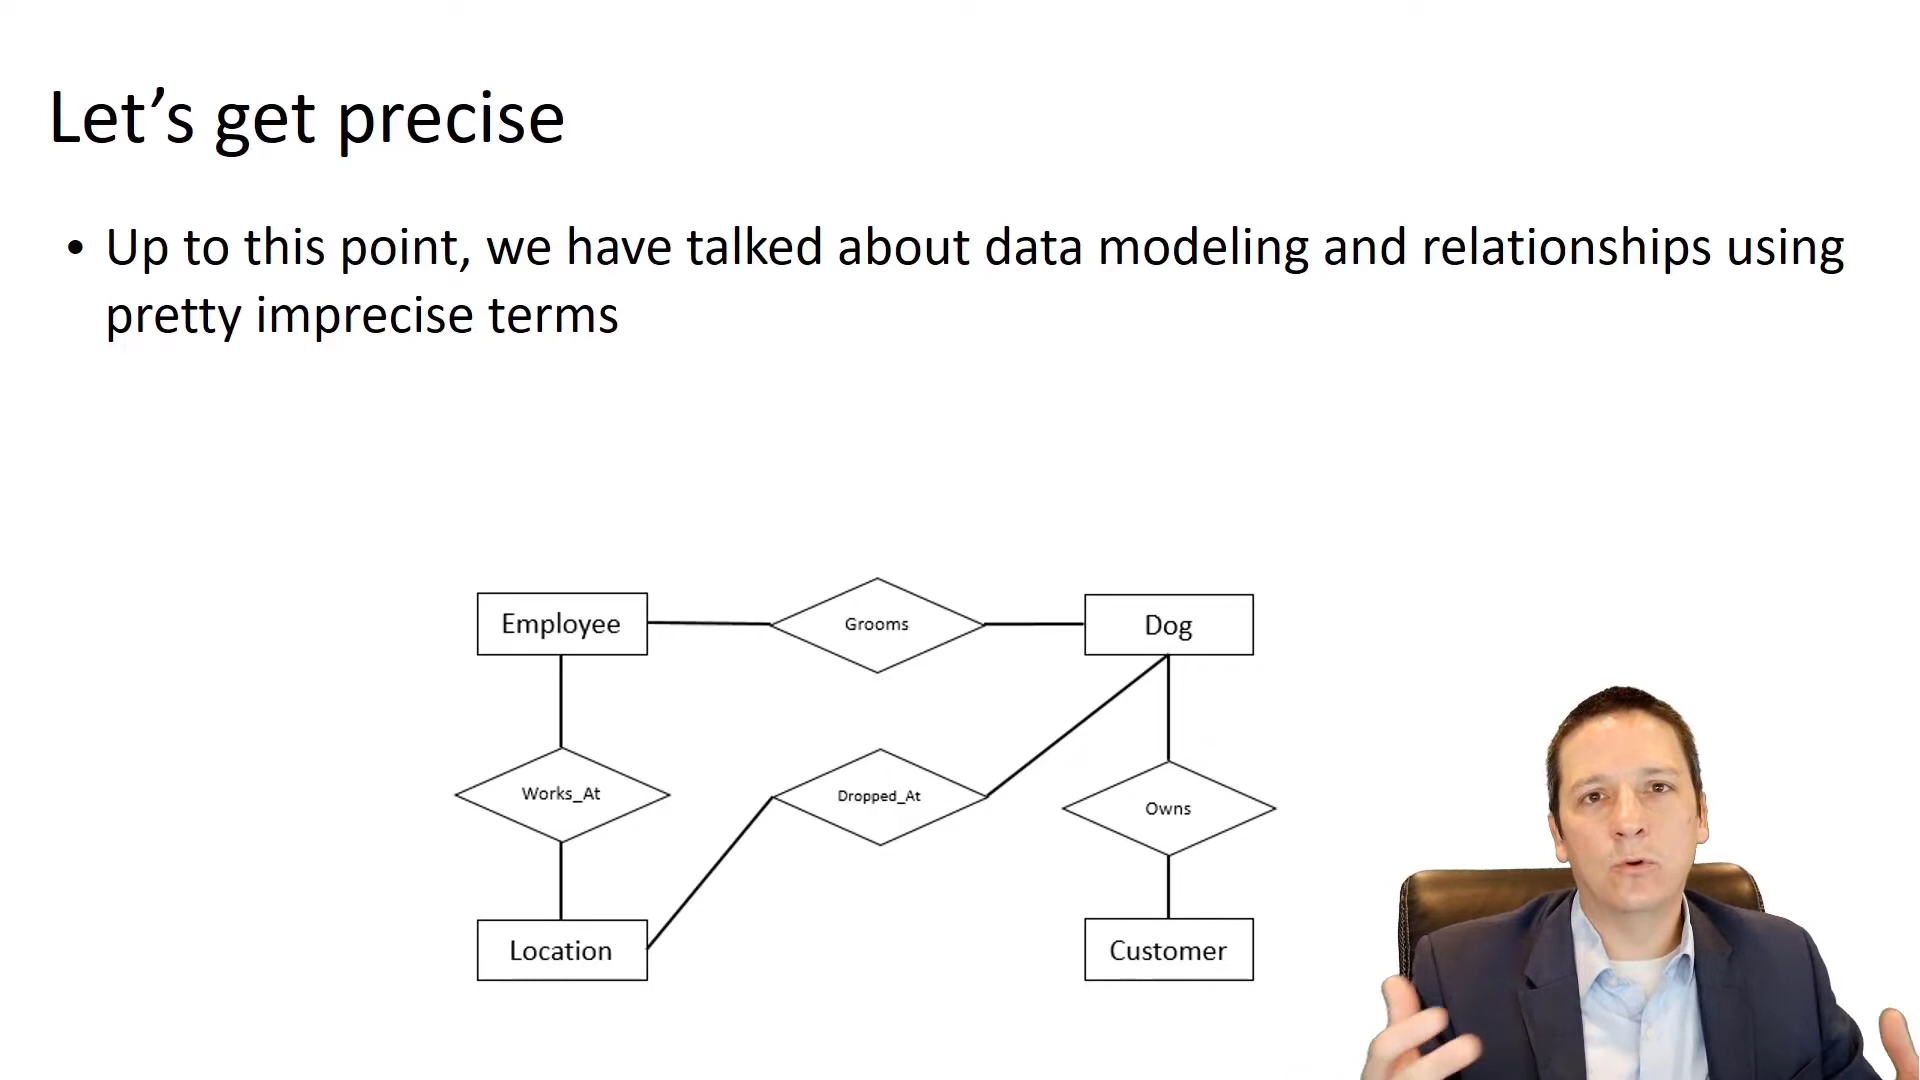 Let’s get precise
• Up to this point, we have talked about data modeling and relationships using
pretty imprecise terms
Employee
Grooms
Dog
Works_At
Dropped_At
Owns
Location
Customer